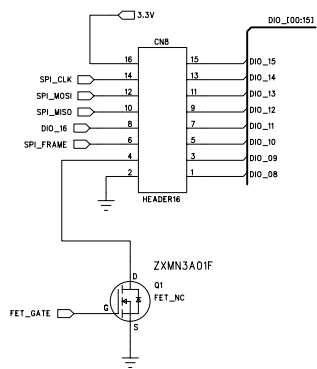 3.3V
DIO_[00:15]
CN8
16 15 DIO_15
SPI_CLK 14 13 DIO_14
SPI_MOSI 12 11 DIO_13
SPI_MISO 10 9 DIO_12
DIO_16 8 7 DIO_11
SPI_FRAME 6 5 DIO_10
4 3 DIO_09
2 1 DIO_08
HEADER16
ZXMN3A01F
D
Q1
FET_NC
FET_GATE G
S